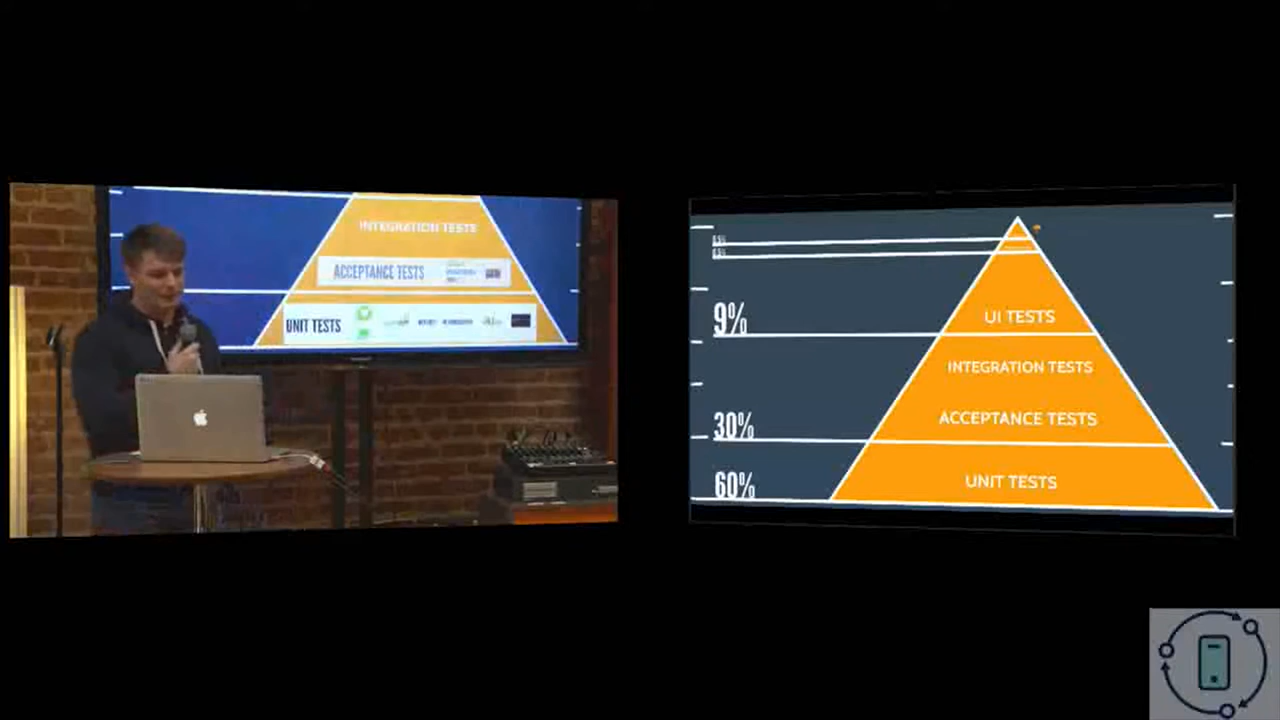 INTEGRATION TESTS
ACCEPTANCE TESTS
UNIT TESTS
9%
UI TESTS
INTEGRATION TESTS
30%
ACCEPTANCE TESTS
60%
UNIT TESTS